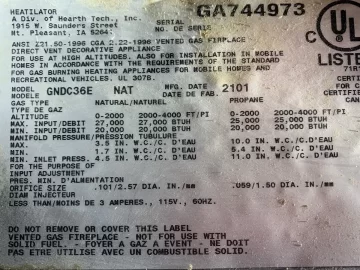 HEATILATOR
A Div. of Hearth Tech., Inc.
1915 W. Saunders Street
Mt. Pleasant, IA 52641
SERIAL GA744973
NO DE SERIE
ANSI Z21.50-1996 CGA 2.22-1996 VENTED GAS FIREPLACE
DIRECT VENT DECORATIVE APPLIANCE
FOR USE AT HIGH ALTITUDES. ALSO FOR INSTALLATION IN MOBILE
HOMES IN ACCORDANCE WITH THE REQUIREMENTS OF THE STANDARD
FOR GAS BURNING HEATING APPLIANCES FOR MOBILE HOMES AND
RECREATIONAL VEHICLES. UL 307B.
C U
LISTE
MODEL GNDC36E NAT MFG. DATE 2101
DATE DE FAB.
GAS TYPE NATURAL/NATUREL PROPANE
TYPE DE GAZ
ALTITUDE 0-2000 2000-4000 FT/PI 0-2000 2000-4000 FT/PI
MAX. INPUT/DEBIT 27,000 27,000 BTUH 25,000 25,000 BTUH
MIN. INPUT/DEBIT 20,000 BTUH 20,000 BTUH
MANIFOLD PRESSURE/PRESSION TUBULURE
MAX. 3.5 IN. W.C./C. D'EAU 10.0 IN. W.C./C. D'EAU
MIN. 1.7 IN. W.C./C. D'EAU 5.4 IN. W.C./C. D'EAU
MIN. INLET PRESS. 4.5 IN. W.C./C. D'EAU 11.0 IN. W.C./C. D'EAU
FOR THE PURPOSE OF
INPUT ADJUSTMENT
PRES. MIN. D'ALIMENTATION
ORIFICE SIZE .101/2.57 DIA. IN./MM. .059/1.50 DIA. IN./MM.
DIAM INJECTEUR
LESS THAN/MOINS DE 3 AMPERES., 115V., 60HZ.
DO NOT REMOVE OR COVER THIS LABEL
VENTED GAS FIREPLACE - NOT FOR USE WITH
SOLID FUEL. - FOYER A GAZ A EVENT - NE DOIT
PAS ETRE UTILISE AVEC UN COMBUSTIBLE SOLID.